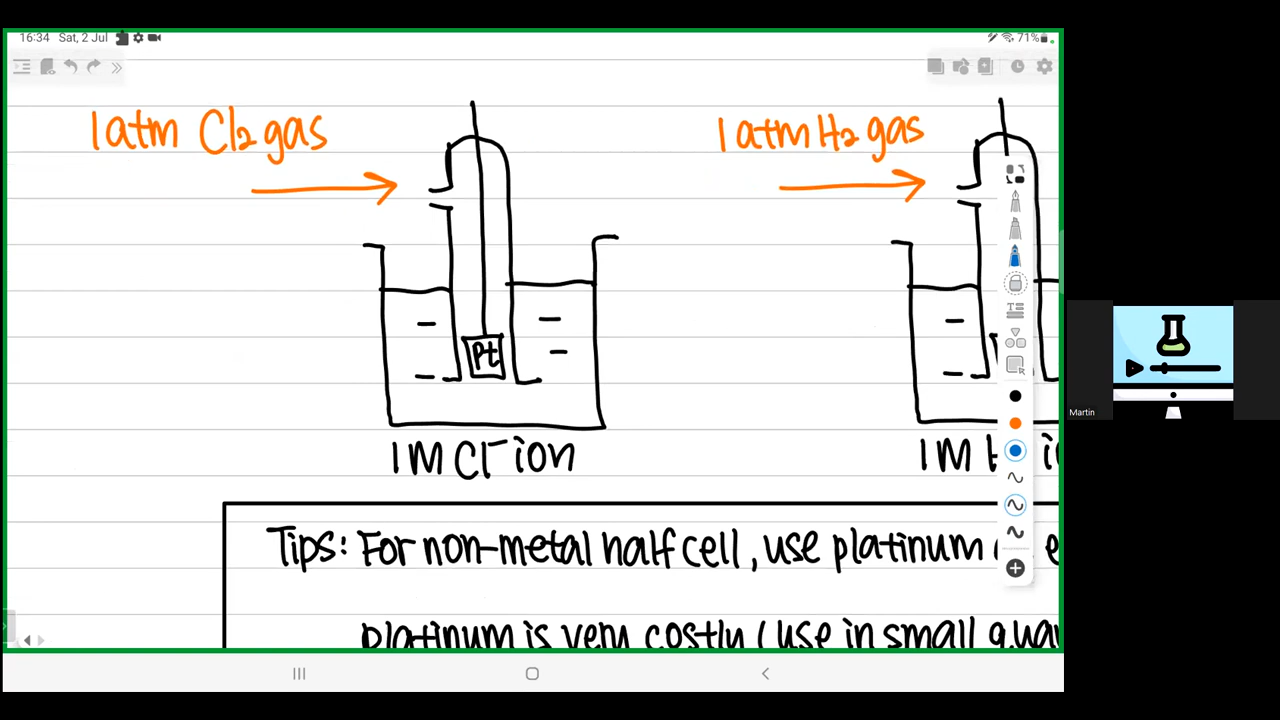 16:34 Sat, 2 Jul
71%
1atm Cl₂ gas
1atm H₂ gas
Pt
1M Cl⁻ ion
1M
Tips: For non-metal half cell, use platinum
platinum is very costly (use in small
Martin